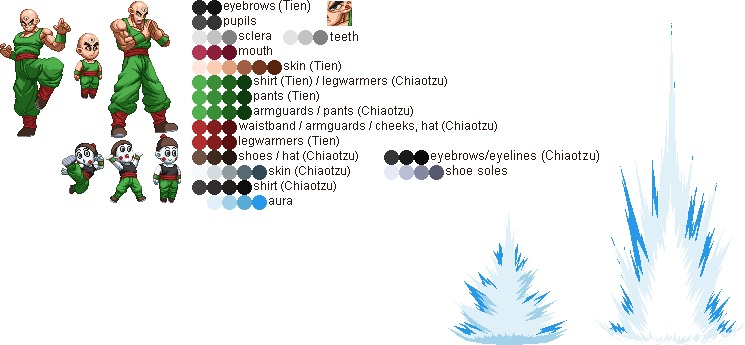 eyebrows (Tien)
pupils
sclera teeth
mouth
skin (Tien)
shirt (Tien) / legwarmers (Chiaotzu)
pants (Tien)
armguards / pants (Chiaotzu)
waistband / armguards / cheeks, hat (Chiaotzu)
legwarmers (Tien)
shoes / hat (Chiaotzu) eyebrows/eyelines (Chiaotzu)
skin (Chiaotzu) shoe soles
shirt (Chiaotzu)
aura